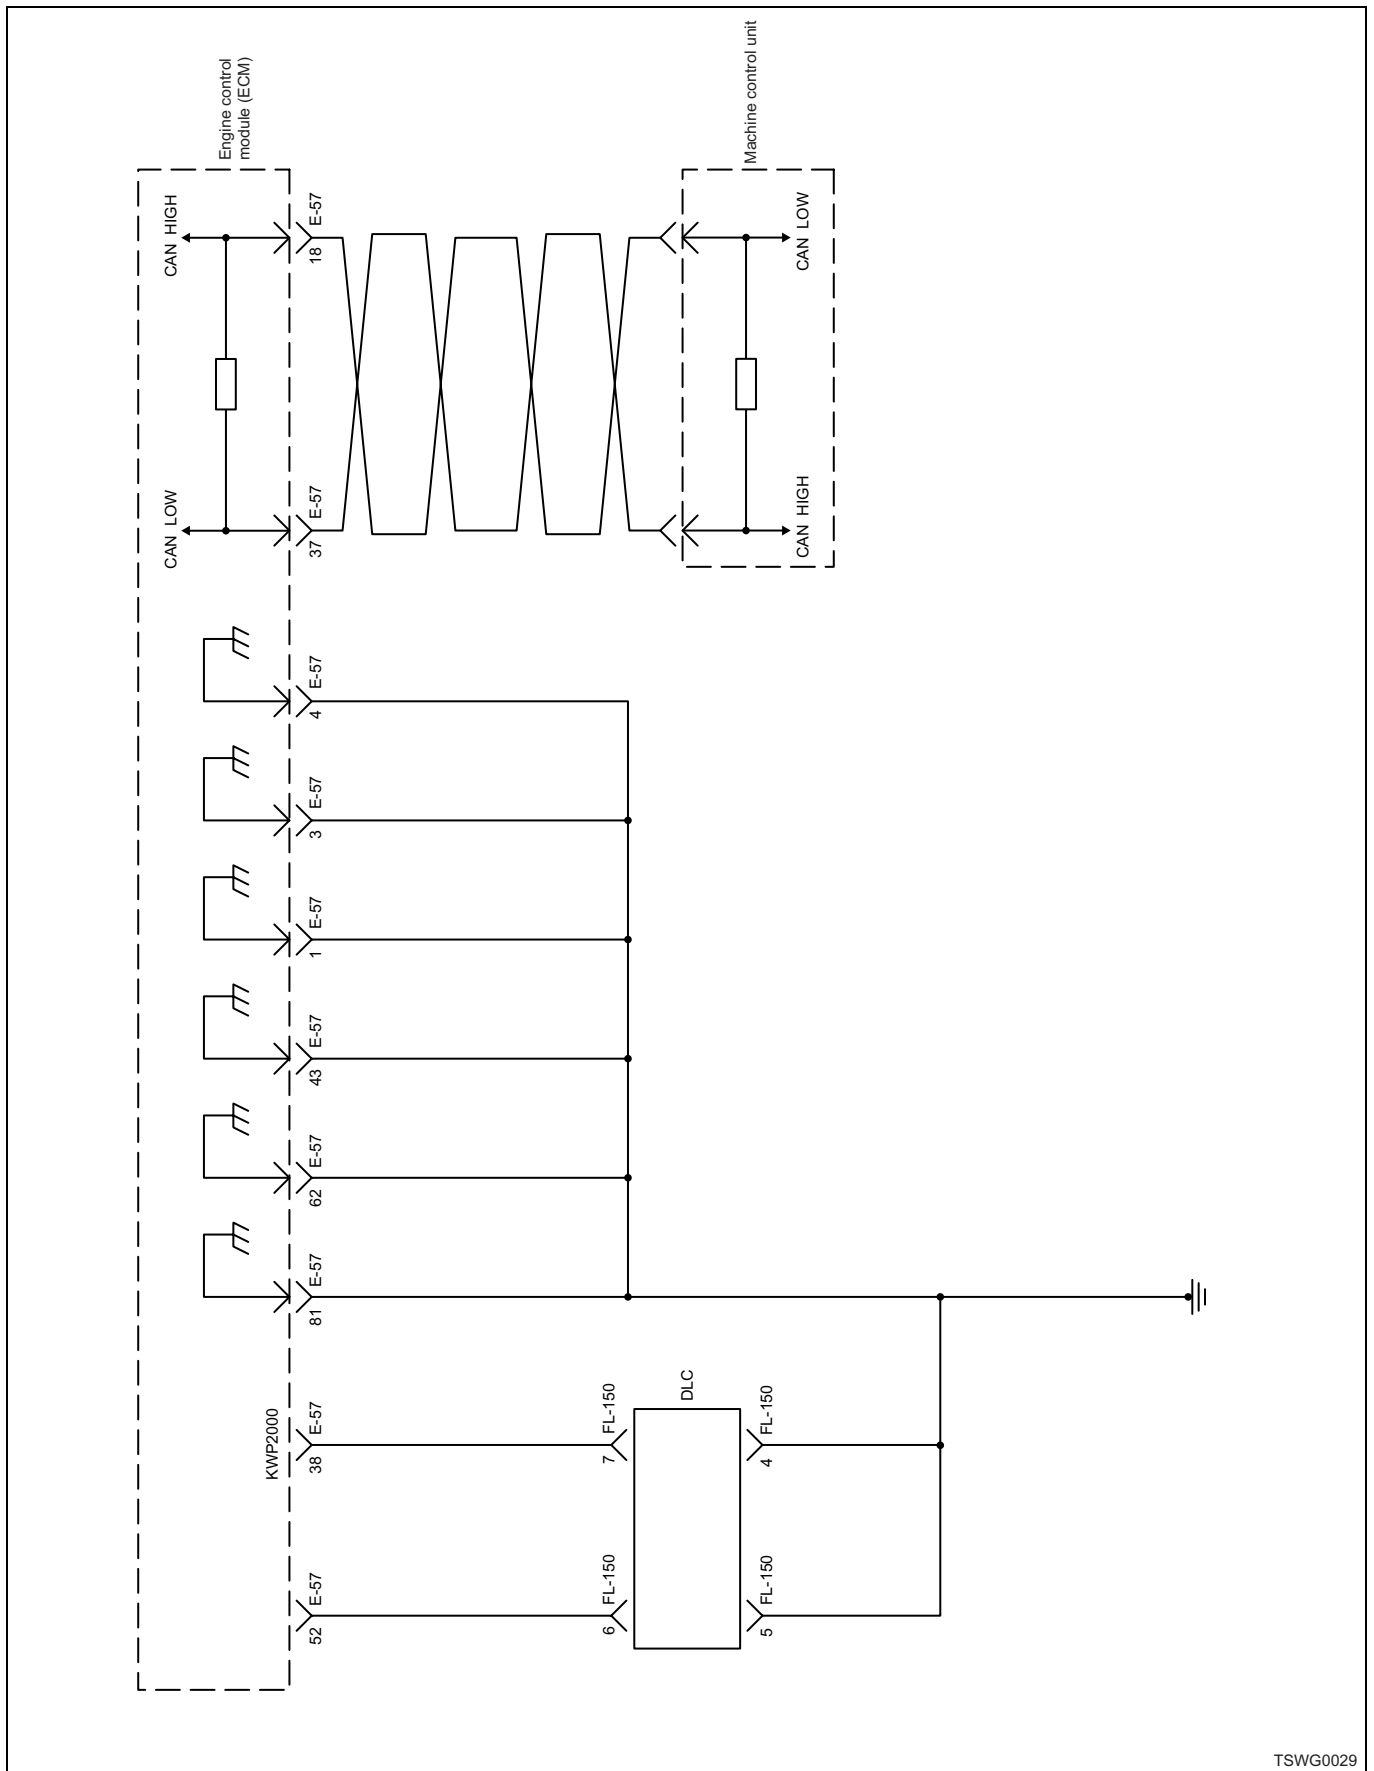 Engine control
module (ECM)
Machine control unit
CAN HIGH
18 E-57
CAN LOW
CAN LOW
37 E-57
CAN HIGH
4 E-57
3 E-57
1 E-57
43 E-57
62 E-57
81 E-57
KWP2000
38 E-57
7 FL-150
DLC
4 FL-150
52 E-57
6 FL-150
5 FL-150
TSWG0029